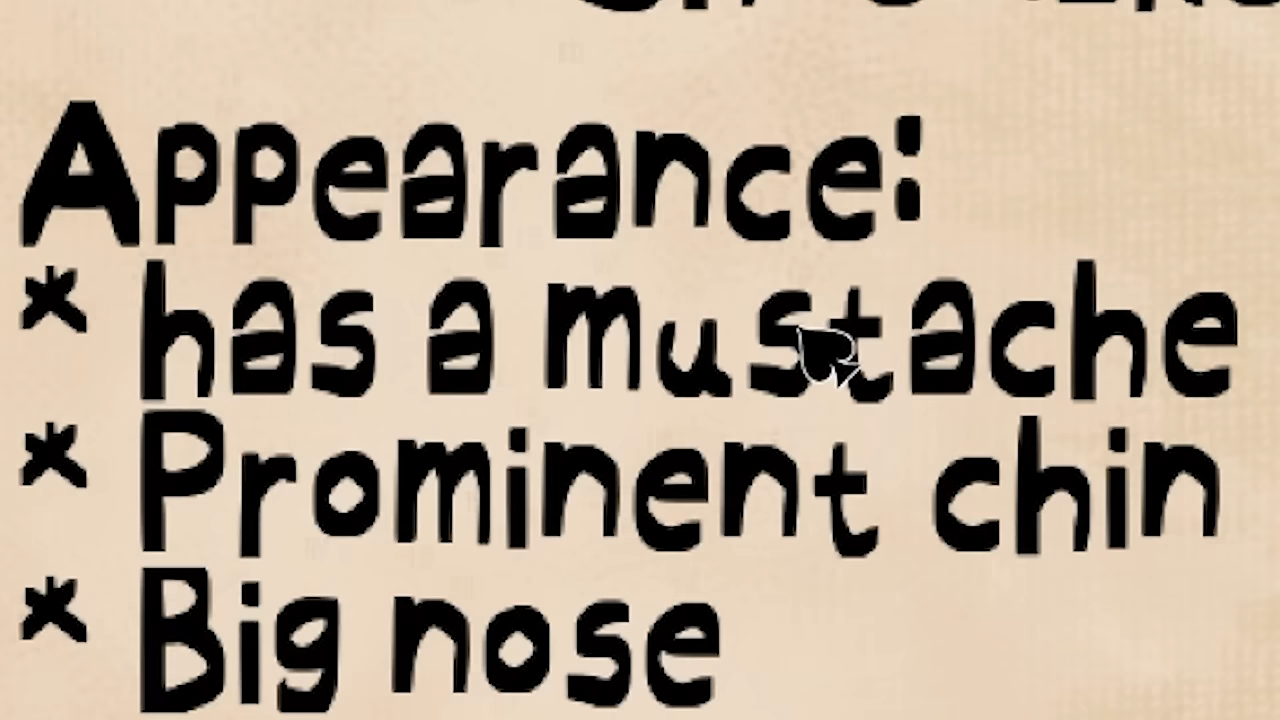 Appearance:
* has a mustache
* Prominent chin
* Big nose